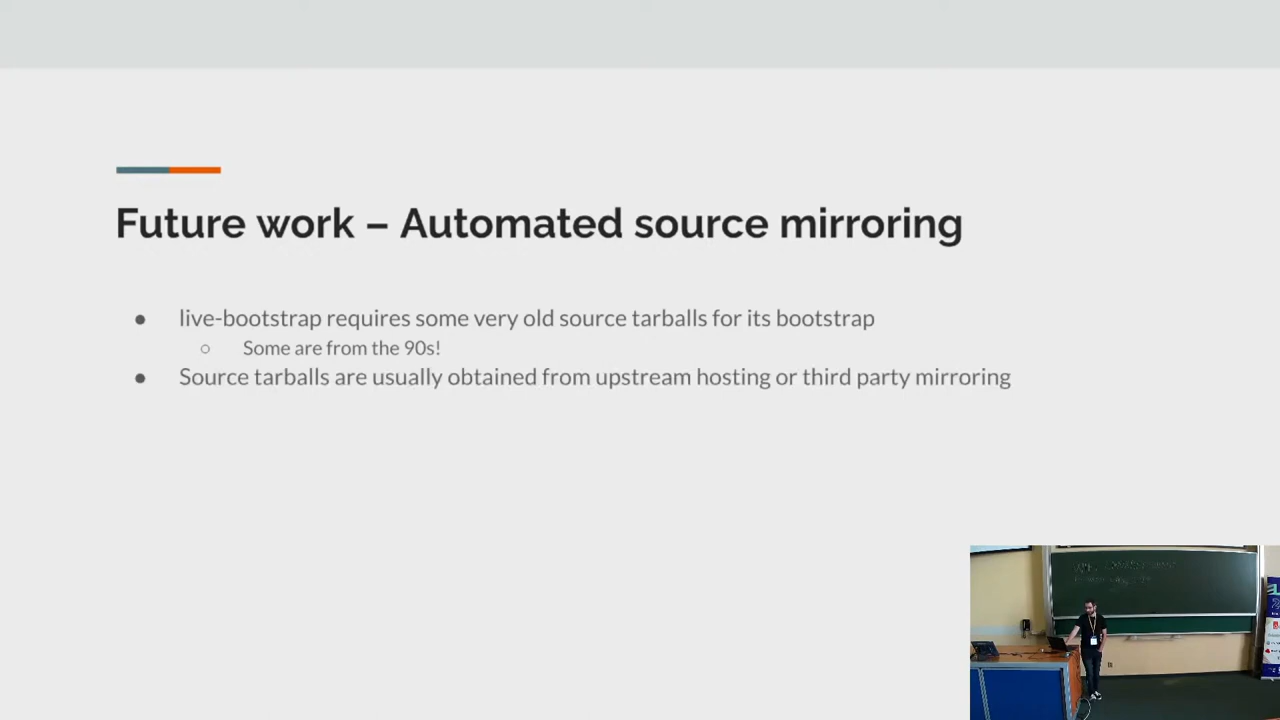 Future work – Automated source mirroring
● live-bootstrap requires some very old source tarballs for its bootstrap
○ Some are from the 90s!
● Source tarballs are usually obtained from upstream hosting or third party mirroring